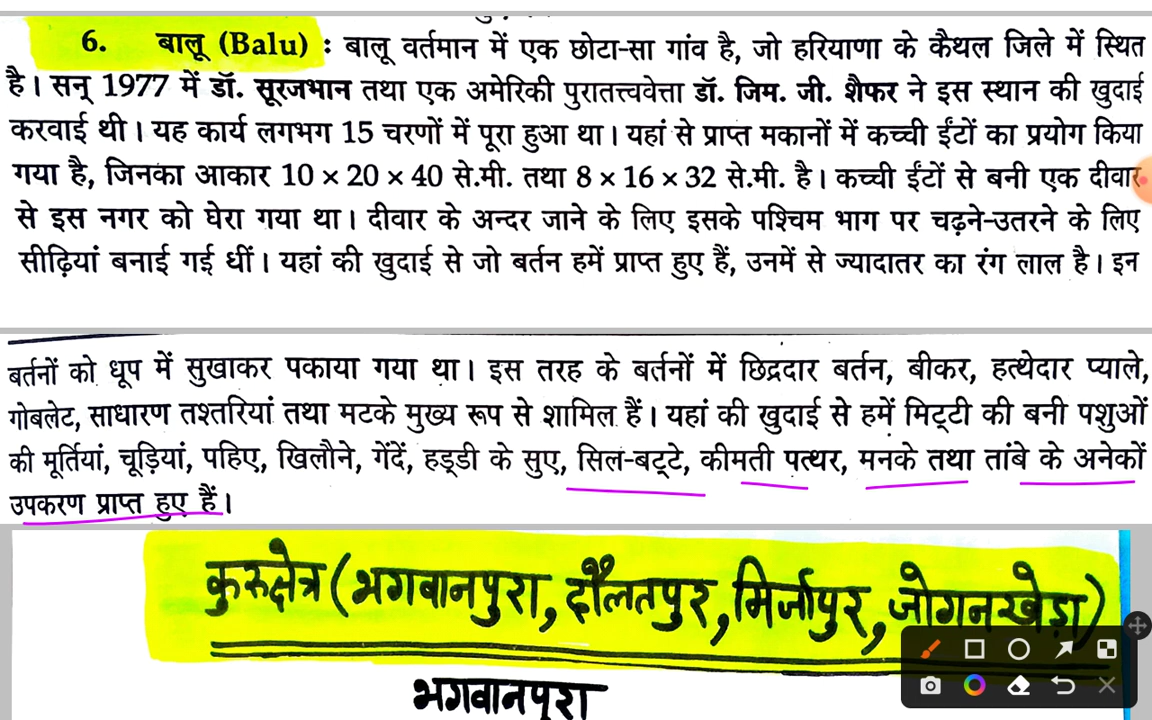 6. बालू (Balu) : बालू वर्तमान में एक छोटा-सा गांव है, जो हरियाणा के कैथल जिले में स्थित
है। सन् 1977 में डॉ. सूरजभान तथा एक अमेरिकी पुरातत्त्ववेत्ता डॉ. जिम. जी. शैफर ने इस स्थान की खुदाई
करवाई थी। यह कार्य लगभग 15 चरणों में पूरा हुआ था। यहां से प्राप्त मकानों में कच्ची ईंटों का प्रयोग किया
गया है, जिनका आकार 10 × 20 × 40 से.मी. तथा 8 × 16 × 32 से.मी. है। कच्ची ईंटों से बनी एक दीवार
से इस नगर को घेरा गया था। दीवार के अन्दर जाने के लिए इसके पश्चिम भाग पर चढ़ने-उतरने के लिए
सीढ़ियां बनाई गई थीं। यहां की खुदाई से जो बर्तन हमें प्राप्त हुए हैं, उनमें से ज्यादातर का रंग लाल है। इन
बर्तनों को धूप में सुखाकर पकाया गया था। इस तरह के बर्तनों में छिद्रदार बर्तन, बीकर, हत्थेदार प्याले,
गोबलेट, साधारण तश्तरियां तथा मटके मुख्य रूप से शामिल हैं। यहां की खुदाई से हमें मिट्टी की बनी पशुओं
की मूर्तियां, चूड़ियां, पहिए, खिलौने, गेंदें, हड्डी के सुए, सिल-बट्टे, कीमती पत्थर, मनके तथा तांबे के अनेकों
उपकरण प्राप्त हुए हैं।
कुरुक्षेत्र (भगवानपुरा, दौलतपुर, मिर्जापुर, जोगनखेड़ा)
भगवानपुरा